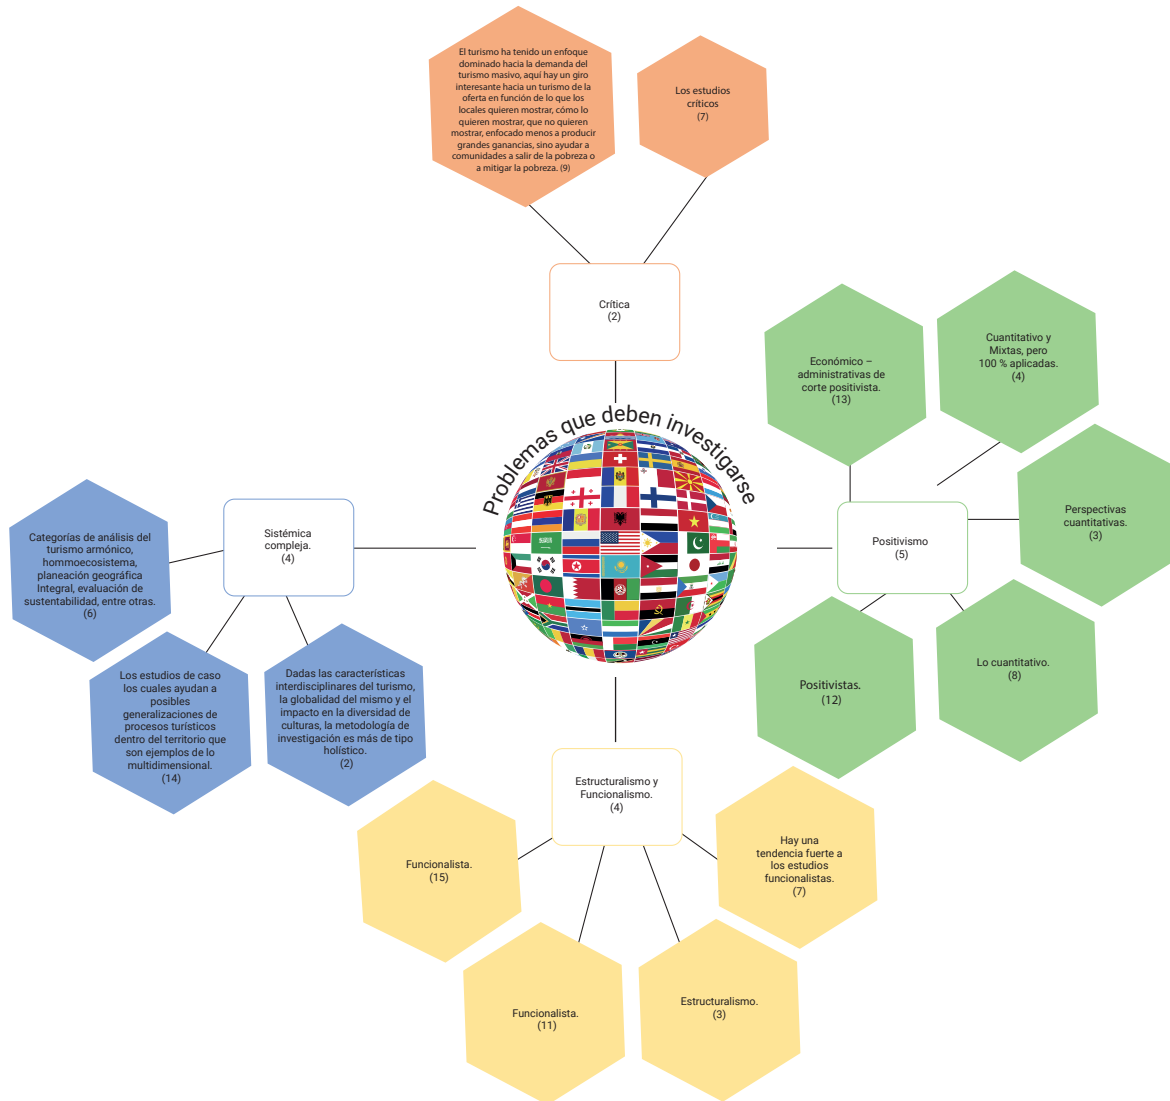 El turismo ha tenido un enfoque
dominado hacia la demanda del
turismo masivo, aquí hay un giro
interesante hacia un turismo de la
oferta en función de lo que los
locales quieren mostrar, cómo lo
quieren mostrar, que no quieren
mostrar, enfocado menos a producir
grandes ganancias, sino ayudar a
comunidades a salir de la pobreza o
a mitigar la pobreza. (9)
Los estudios
críticos
(7)
Crítica
(2)
Económico –
administrativas de
corte positivista.
(13)
Cuantitativo y
Mixtas, pero
100 % aplicadas.
(4)
Problemas que deben investigarse
Perspectivas
cuantitativas.
(3)
Positivismo
(5)
Lo cuantitativo.
(8)
Positivistas.
(12)
Sistémica
compleja.
(4)
Categorías de análisis del
turismo armónico,
hommoecosistema,
planeación geográfica
Integral, evaluación de
sustentabilidad, entre otras.
(6)
Los estudios de caso
los cuales ayudan a
posibles
generalizaciones de
procesos turísticos
dentro del territorio que
son ejemplos de lo
multidimensional.
(14)
Dadas las características
interdisciplinares del turismo,
la globalidad del mismo y el
impacto en la diversidad de
culturas, la metodología de
investigación es más de tipo
holístico.
(2)
Estructuralismo y
Funcionalismo.
(4)
Funcionalista.
(15)
Funcionalista.
(11)
Estructuralismo.
(3)
Hay una
tendencia fuerte a
los estudios
funcionalistas.
(7)